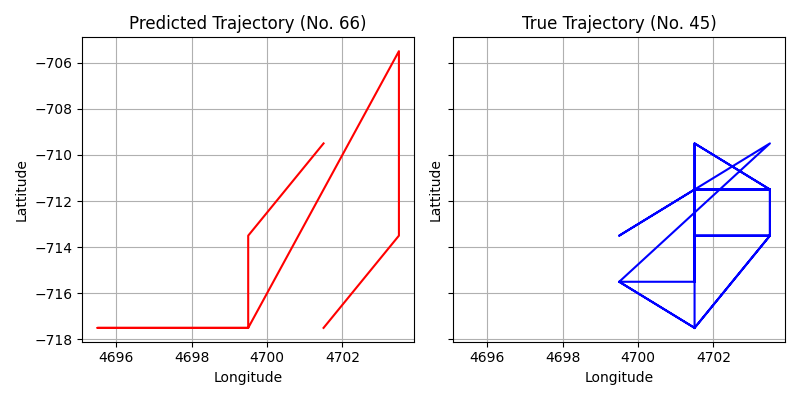 Predicted Trajectory (No. 66)
True Trajectory (No. 45)
Lattitude
−706
−708
−710
−712
−714
−716
−718
4696
4698
4700
4702
Longitude
Lattitude
4696
4698
4700
4702
Longitude